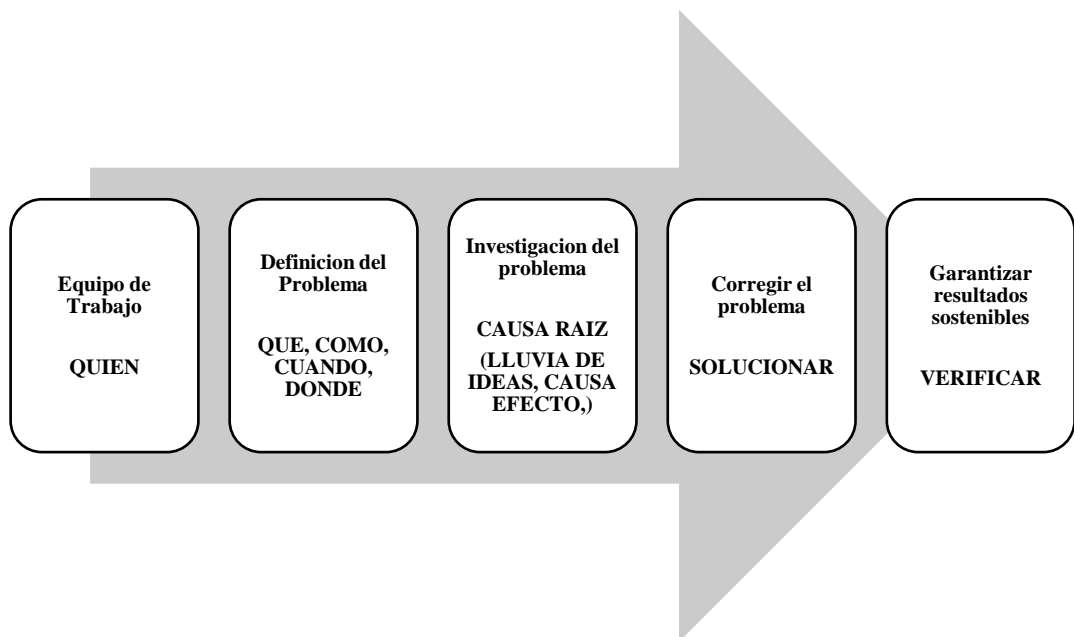 Equipo de
Trabajo
QUIEN
Definicion del
Problema
QUE, COMO,
CUANDO,
DONDE
Investigacion del
problema
CAUSA RAIZ
(LLUVIA DE
IDEAS, CAUSA
EFECTO,)
Corregir el
problema
SOLUCIONAR
Garantizar
resultados
sostenibles
VERIFICAR